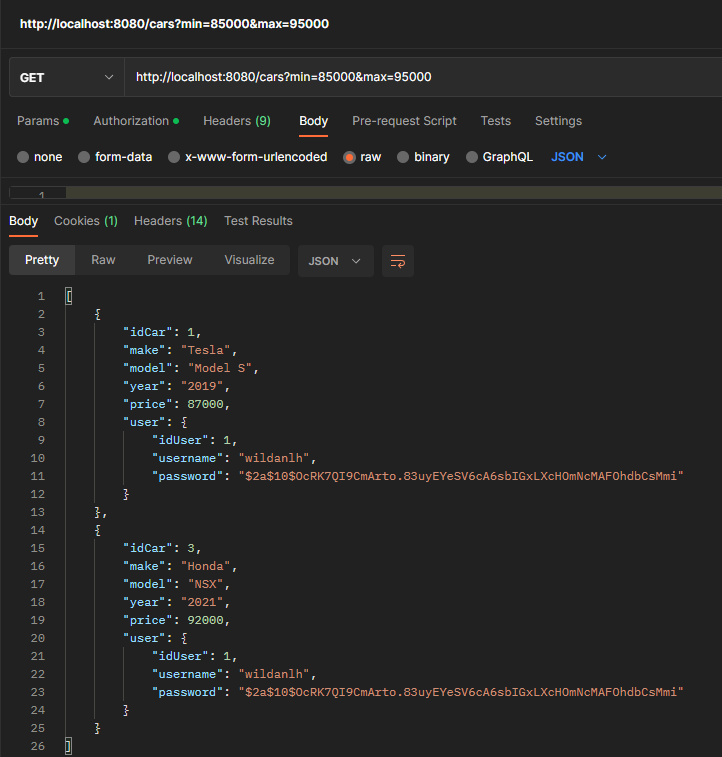 http://localhost:8080/cars?min=85000&max=95000
GET http://localhost:8080/cars?min=85000&max=95000
Params Authorization Headers (9) Body Pre-request Script Tests Settings
none form-data x-www-form-urlencoded raw binary GraphQL JSON
1
Body Cookies (1) Headers (14) Test Results
Pretty Raw Preview Visualize JSON
1 [
2 {
3 "idCar": 1,
4 "make": "Tesla",
5 "model": "Model S",
6 "year": "2019",
7 "price": 87000,
8 "user": {
9 "idUser": 1,
10 "username": "wildanlh",
11 "password": "$2a$10$OcRK7QI9CmArto.83uyEYeSV6cA6sbIGxLXcHOmNcMAFOhdbCsMmi"
12 }
13 },
14 {
15 "idCar": 3,
16 "make": "Honda",
17 "model": "NSX",
18 "year": "2021",
19 "price": 92000,
20 "user": {
21 "idUser": 1,
22 "username": "wildanlh",
23 "password": "$2a$10$OcRK7QI9CmArto.83uyEYeSV6cA6sbIGxLXcHOmNcMAFOhdbCsMmi"
24 }
25 }
26 ]